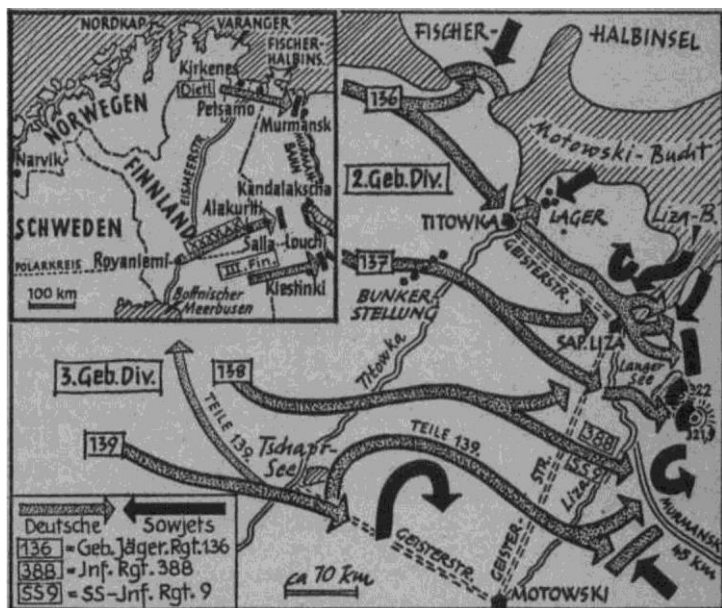 NORDKAP
VARANGER
FISCHER-
HALBINS.
Kirkenes
Dietl
Petsamo
Murmansk
MURMAN-
BAHN
NORWEGEN
Narvik
FINNLAND
EISMEERSTR.
Kandalakscha
Alakurtti
SCHWEDEN
Salla
Louchi
POLARKREIS
Rovaniemi
III. Fin.
Kiestinki
100 km
Bottnischer
Meerbusen
FISCHER-
HALBINSEL
136
Motowski-Bucht
2.Geb.Div.
LAGER
TITOWKA
Liza-B.
GEISTERSTR.
137
BUNKER-
STELLUNG
SAP.LIZA
Titowka
Langer
See
322
321,9
3.Geb.Div.
138
TEILE 139.
388
SS9
139
Tschapr-
See
TEILE 139.
STR.
Liza
MURMANSK
45 km
GEISTER-
GEISTERSTR.
Deutsche
Sowjets
136 = Geb.Jäger.Rgt.136
388 = Jnf. Rgt. 388
SS9 = SS-Jnf. Rgt. 9
ca 10 km
MOTOWSKI